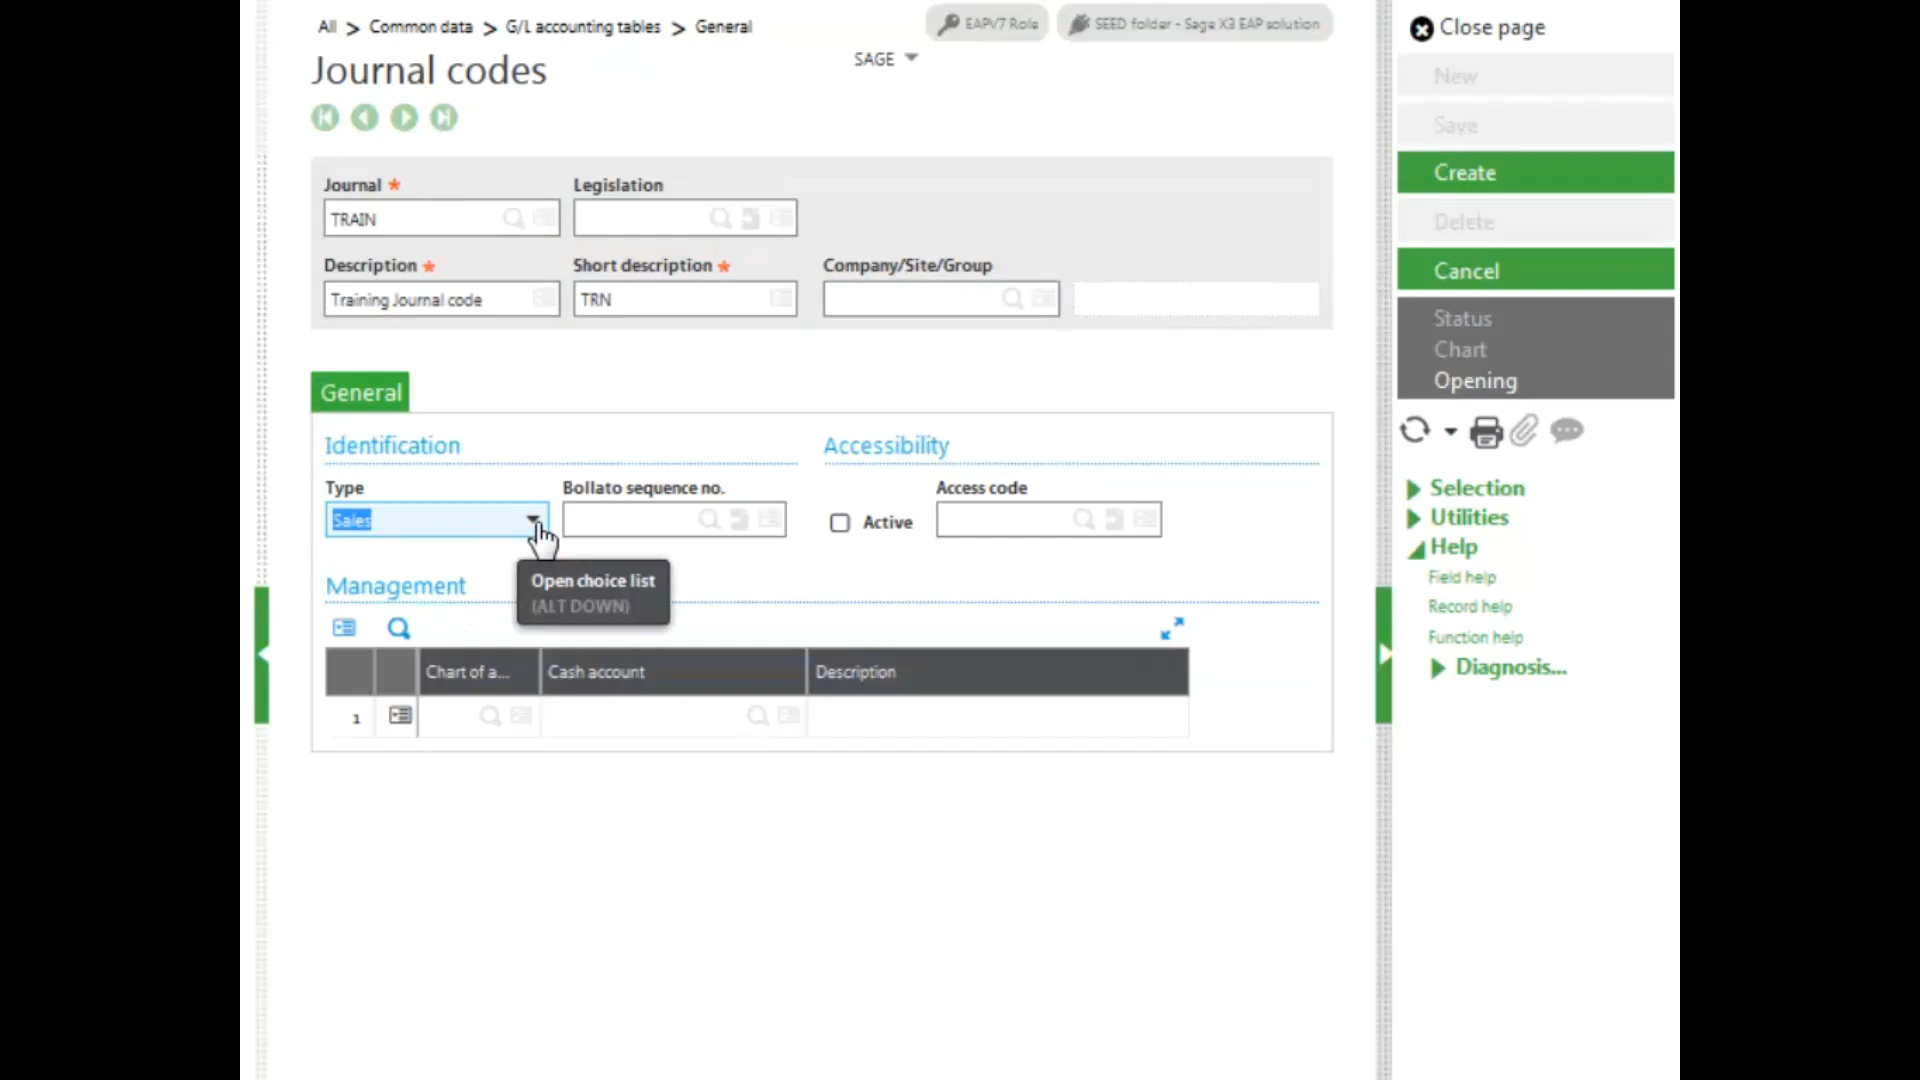 All > Common data > G/L accounting tables > General
EAPV7 Role
SEED folder - Sage X3 EAP solution
SAGE
Journal codes
Journal *
Legislation
TRAIN
Description *
Short description *
Company/Site/Group
Training Journal code
TRN
General
Identification
Accessibility
Type
Bollato sequence no.
Access code
Sales
Active
Open choice list
(ALT DOWN)
Management
Chart of a...
Cash account
Description
1
Close page
New
Save
Create
Delete
Cancel
Status
Chart
Opening
Selection
Utilities
Help
Field help
Record help
Function help
Diagnosis...